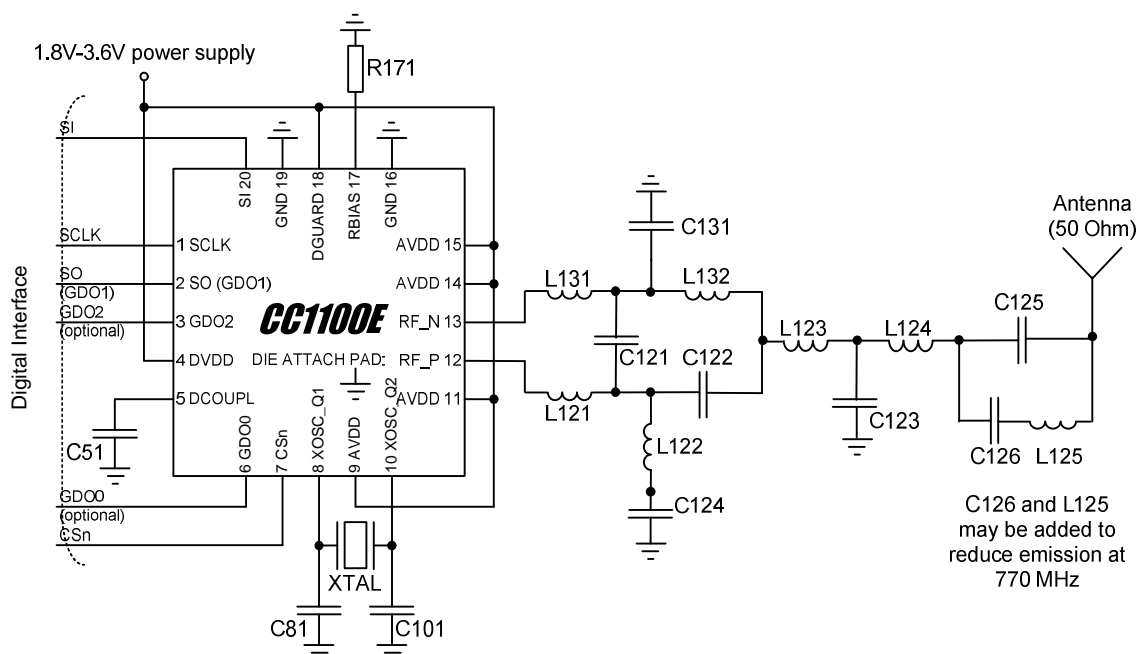 1.8V-3.6V power supply
R171
SI
SI 20
GND 19
DGUARD 18
RBIAS 17
GND 16
Antenna
(50 Ohm)
Digital Interface
SCLK
1 SCLK
AVDD 15
C131
SO
(GDO1)
2 SO (GDO1)
AVDD 14
L131
L132
GDO2
(optional)
3 GDO2
CC1100E
RF_N 13
C125
L123
L124
C121
C122
4 DVDD
DIE ATTACH PAD:
RF_P 12
L121
5 DCOUPL
AVDD 11
C123
C51
6 GDO0
7 CSn
8 XOSC_Q1
9 AVDD
10 XOSC_Q2
L122
C126
L125
GDO0
(optional)
C124
CSn
XTAL
C126 and L125
may be added to
reduce emission at
770 MHz
C81
C101